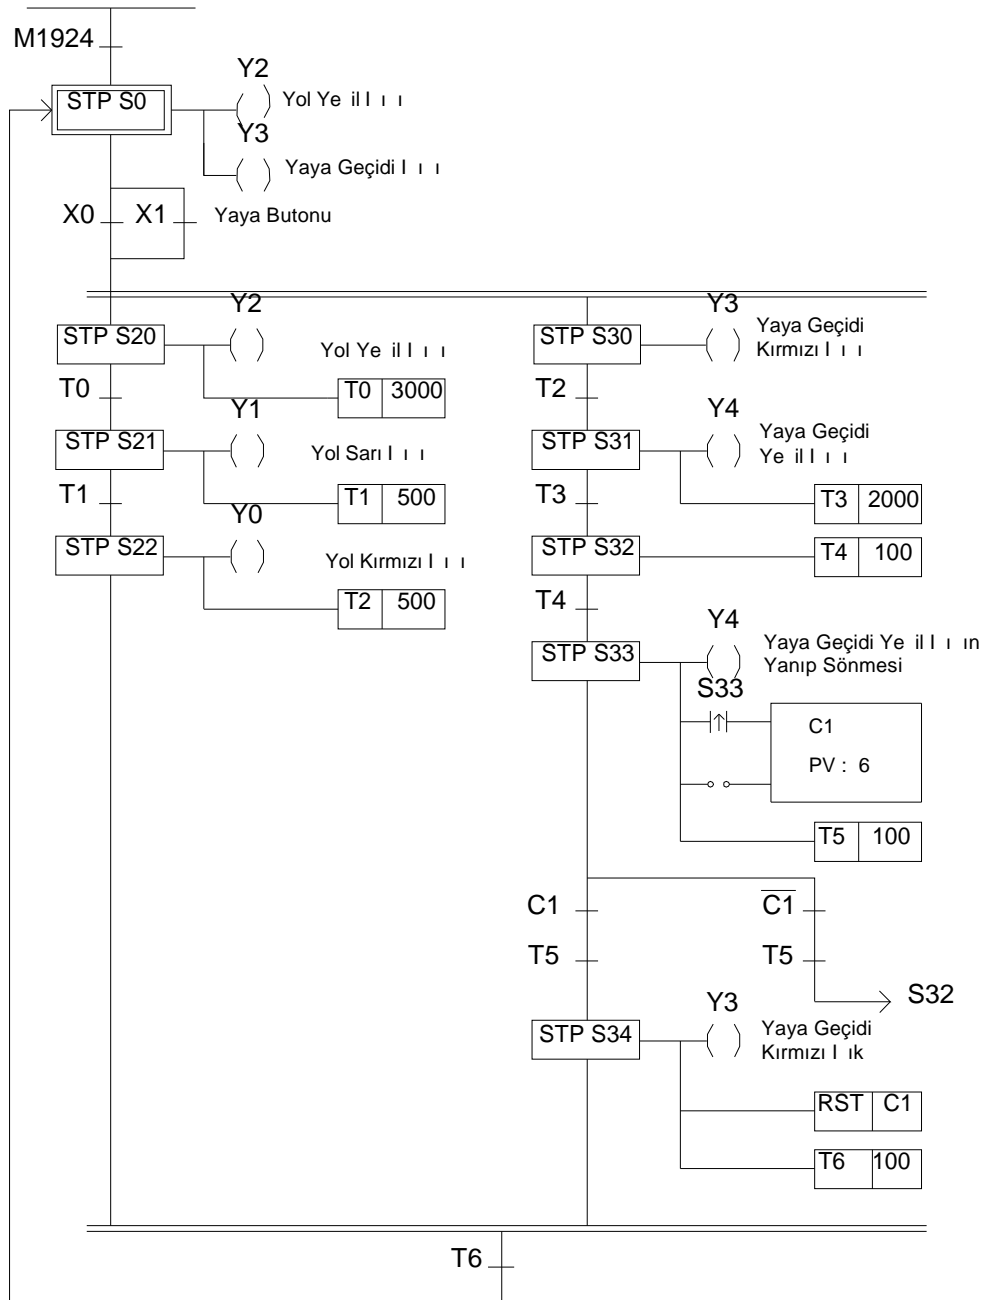 M1924
STP S0
Y2
Yol Ye il I ı ı
Y3
Yaya Geçidi I ı ı
X0
X1
Yaya Butonu
STP S20
Y2
Yol Ye il I ı ı
T0 3000
T0
STP S21
Y1
Yol Sarı I ı ı
T1 500
T1
STP S22
Y0
Yol Kırmızı I ı ı
T2 500
STP S30
Y3
Yaya Geçidi
Kırmızı I ı ı
T2
STP S31
Y4
Yaya Geçidi
Ye il I ı ı
T3 2000
T3
STP S32
T4 100
T4
STP S33
Y4
Yaya Geçidi Ye il I ı ın
Yanıp Sönmesi
S33
C1
PV : 6
T5 100
C1
C1
T5
T5
S32
STP S34
Y3
Yaya Geçidi
Kırmızı I ık
RST C1
T6 100
T6